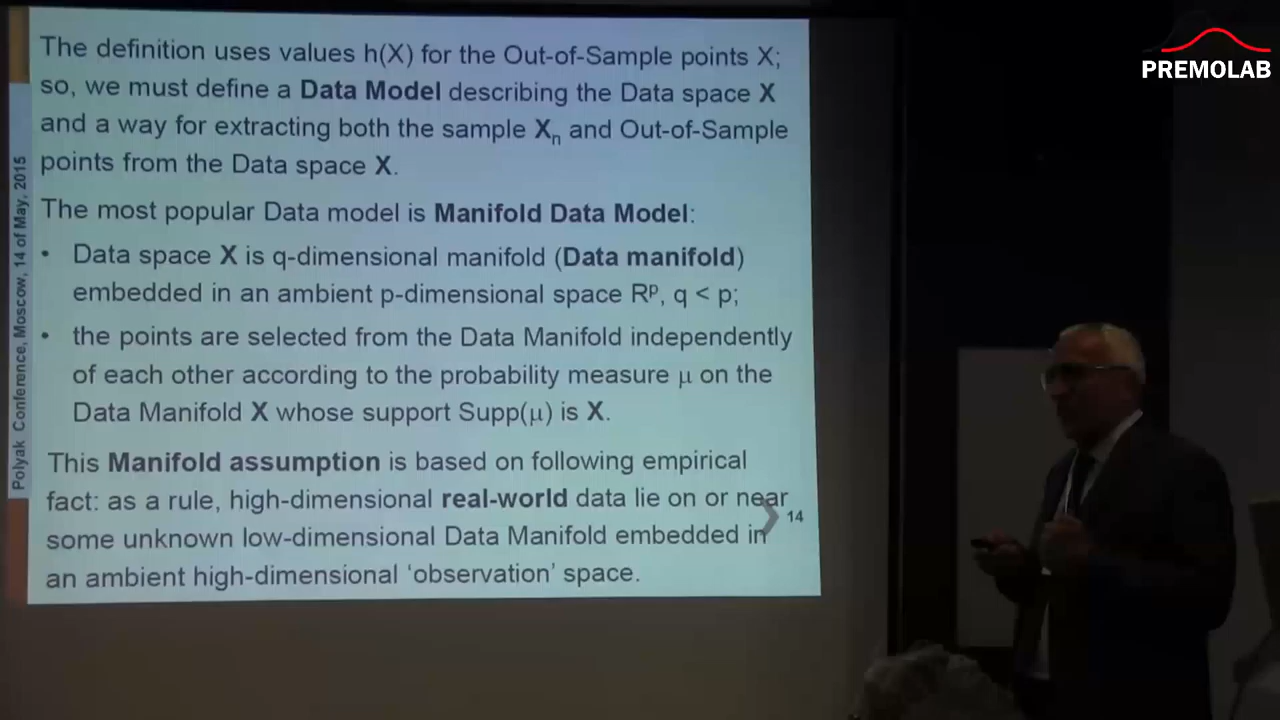 The definition uses values h(X) for the Out-of-Sample points X;
so, we must define a Data Model describing the Data space X
and a way for extracting both the sample Xn and Out-of-Sample
points from the Data space X.
The most popular Data model is Manifold Data Model:
• Data space X is q-dimensional manifold (Data manifold)
embedded in an ambient p-dimensional space Rᵖ, q < p;
• the points are selected from the Data Manifold independently
of each other according to the probability measure μ on the
Data Manifold X whose support Supp(μ) is X.
This Manifold assumption is based on following empirical
fact: as a rule, high-dimensional real-world data lie on or near
some unknown low-dimensional Data Manifold embedded in
an ambient high-dimensional ‘observation’ space.
14
Polyak Conference, Moscow, 14 of May, 2015
PREMOLAB